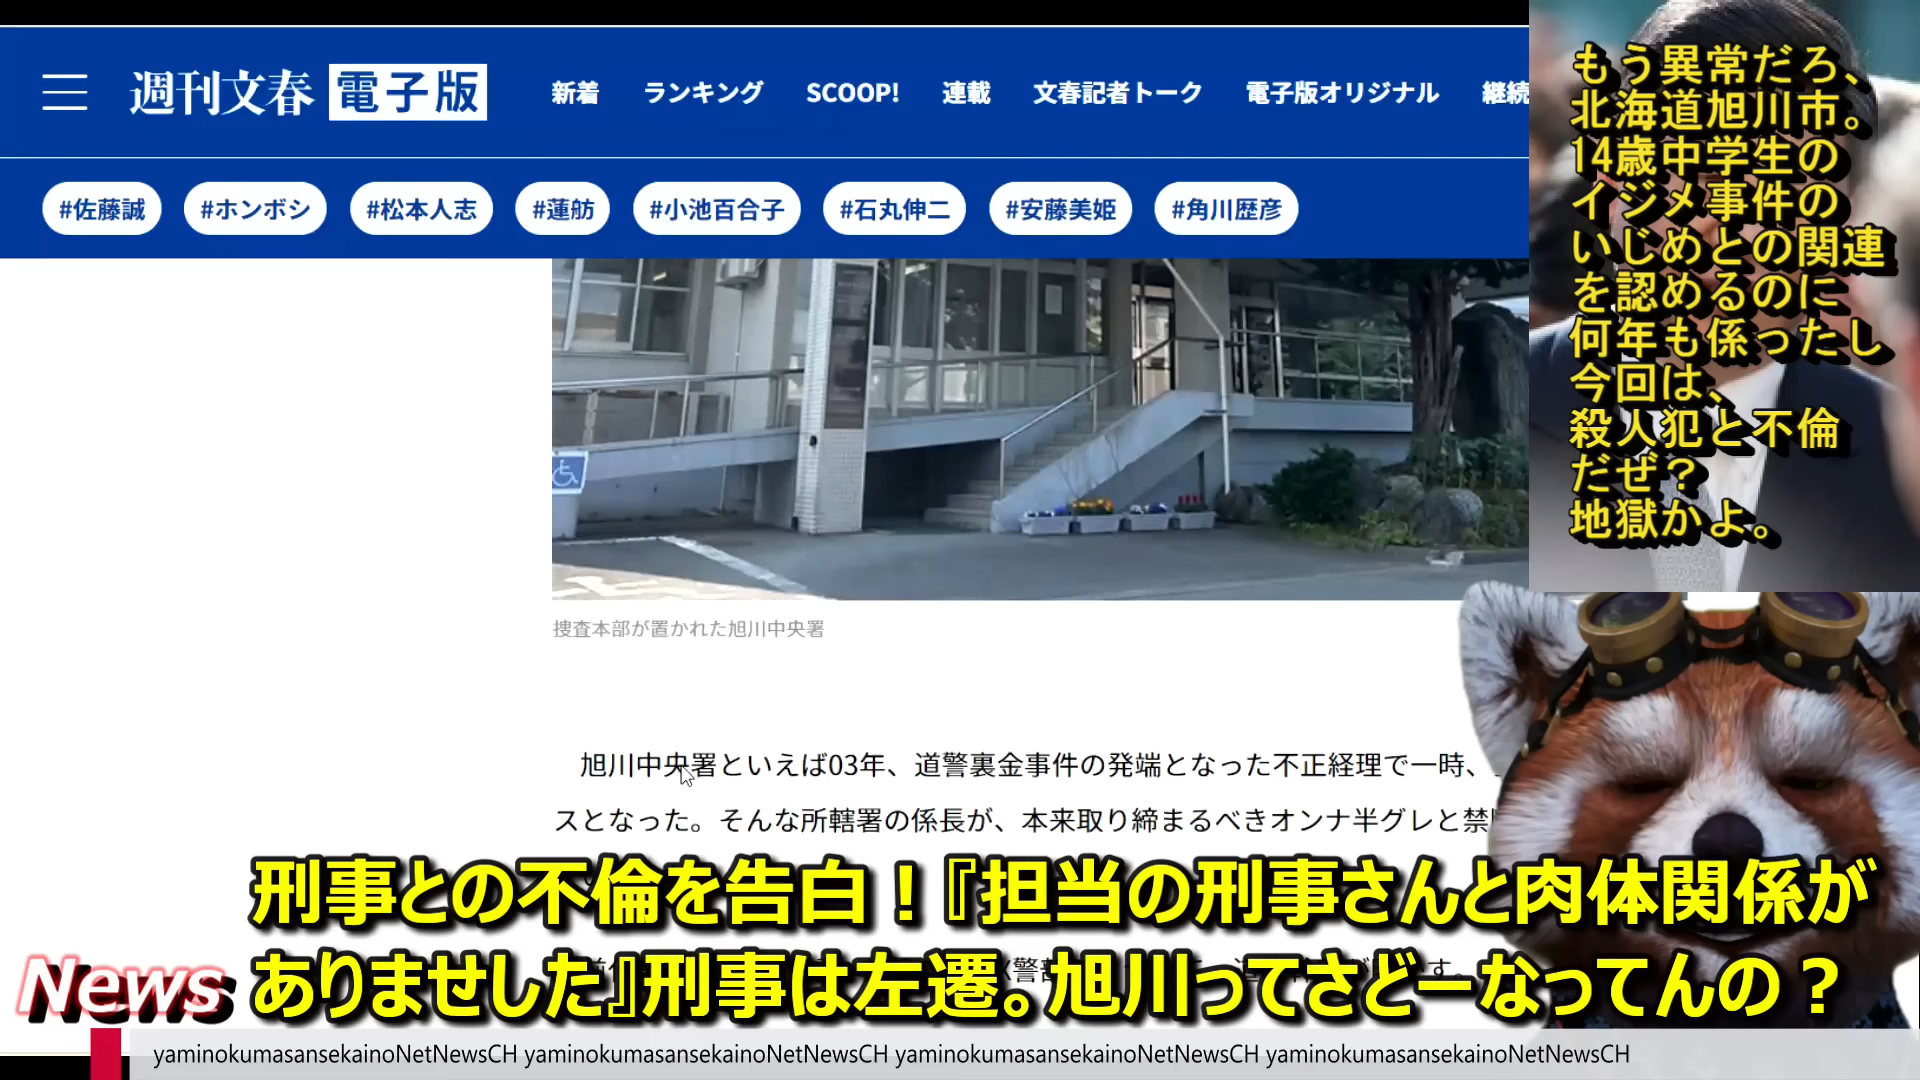 週刊文春 電子版
新着 ランキング SCOOP! 連載 文春記者トーク 電子版オリジナル 継続
#佐藤誠 #ホンボシ #松本人志 #蓮舫 #小池百合子 #石丸伸二 #安藤美姫 #角川歴彦
もう異常だろ、
北海道旭川市。
14歳中学生の
イジメ事件の
いじめとの関連
を認めるのに
何年も係ったし
今回は、
殺人犯と不倫
だぜ？
地獄かよ。
捜査本部が置かれた旭川中央署
旭川中央署といえば03年、道警裏金事件の発端となった不正経理で一時、
スとなった。そんな所轄署の係長が、本来取り締まるべきオンナ半グレと禁
刑事との不倫を告白！『担当の刑事さんと肉体関係が
ありませした』刑事は左遷。旭川ってさどーなってんの？
News
yaminokumasansekainoNetNewsCH yaminokumasansekainoNetNewsCH yaminokumasansekainoNetNewsCH yaminokumasansekainoNetNewsCH